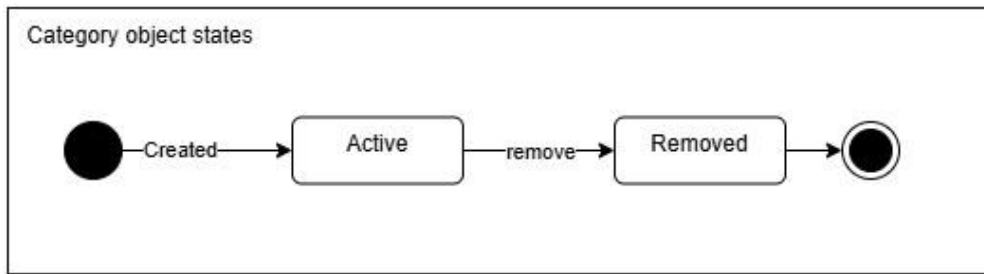 Category object states
Created
Active
remove
Removed